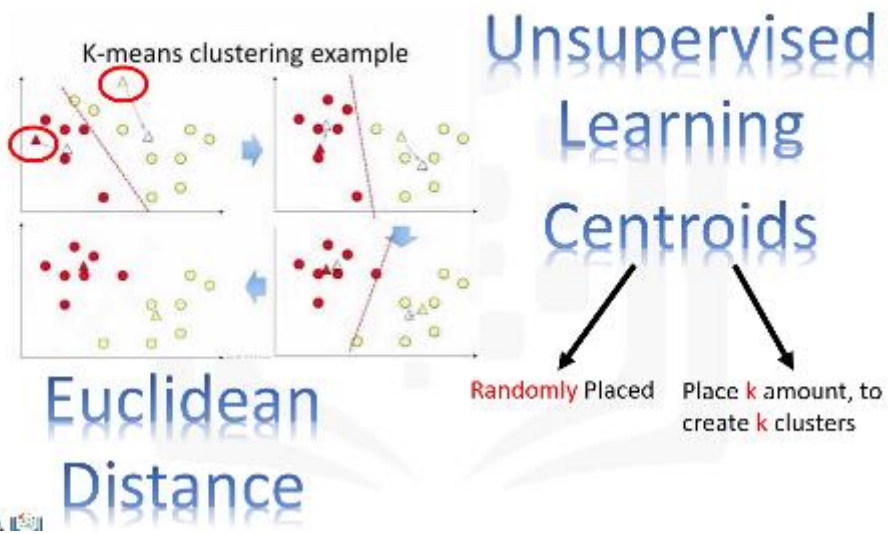 K-means clustering example
Unsupervised
Learning
Centroids
Randomly Placed
Place k amount, to
create k clusters
Euclidean
Distance